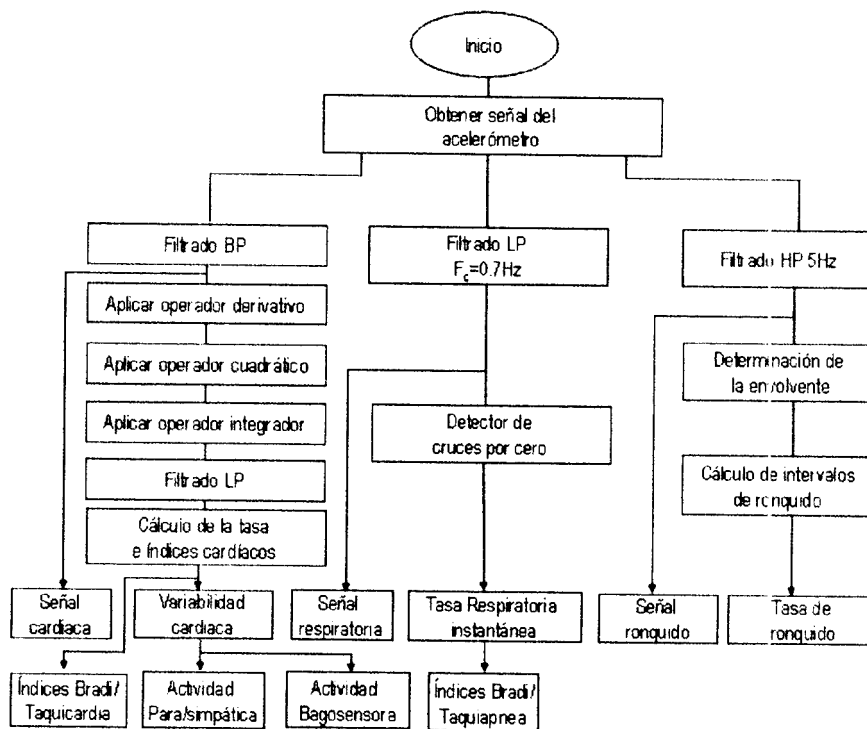 Inicio
Obtener señal del
acelerómetro
Filtrado BP
Aplicar operador derivativo
Aplicar operador cuadrático
Aplicar operador integrador
Filtrado LP
Cálculo de la tasa
e índices cardíacos
Señal
cardiaca
Variabilidad
cardiaca
Índices Bradi/
Taquicardia
Actividad
Para/simpática
Actividad
Bagosensora
Filtrado LP
Fc=0.7Hz
Detector de
cruces por cero
Señal
respiratoria
Tasa Respiratoria
instantánea
Índices Bradi/
Taquiapnea
Filtrado HP 5Hz
Determinación de
la envolvente
Cálculo de intervalos
de ronquido
Señal
ronquido
Tasa de
ronquido